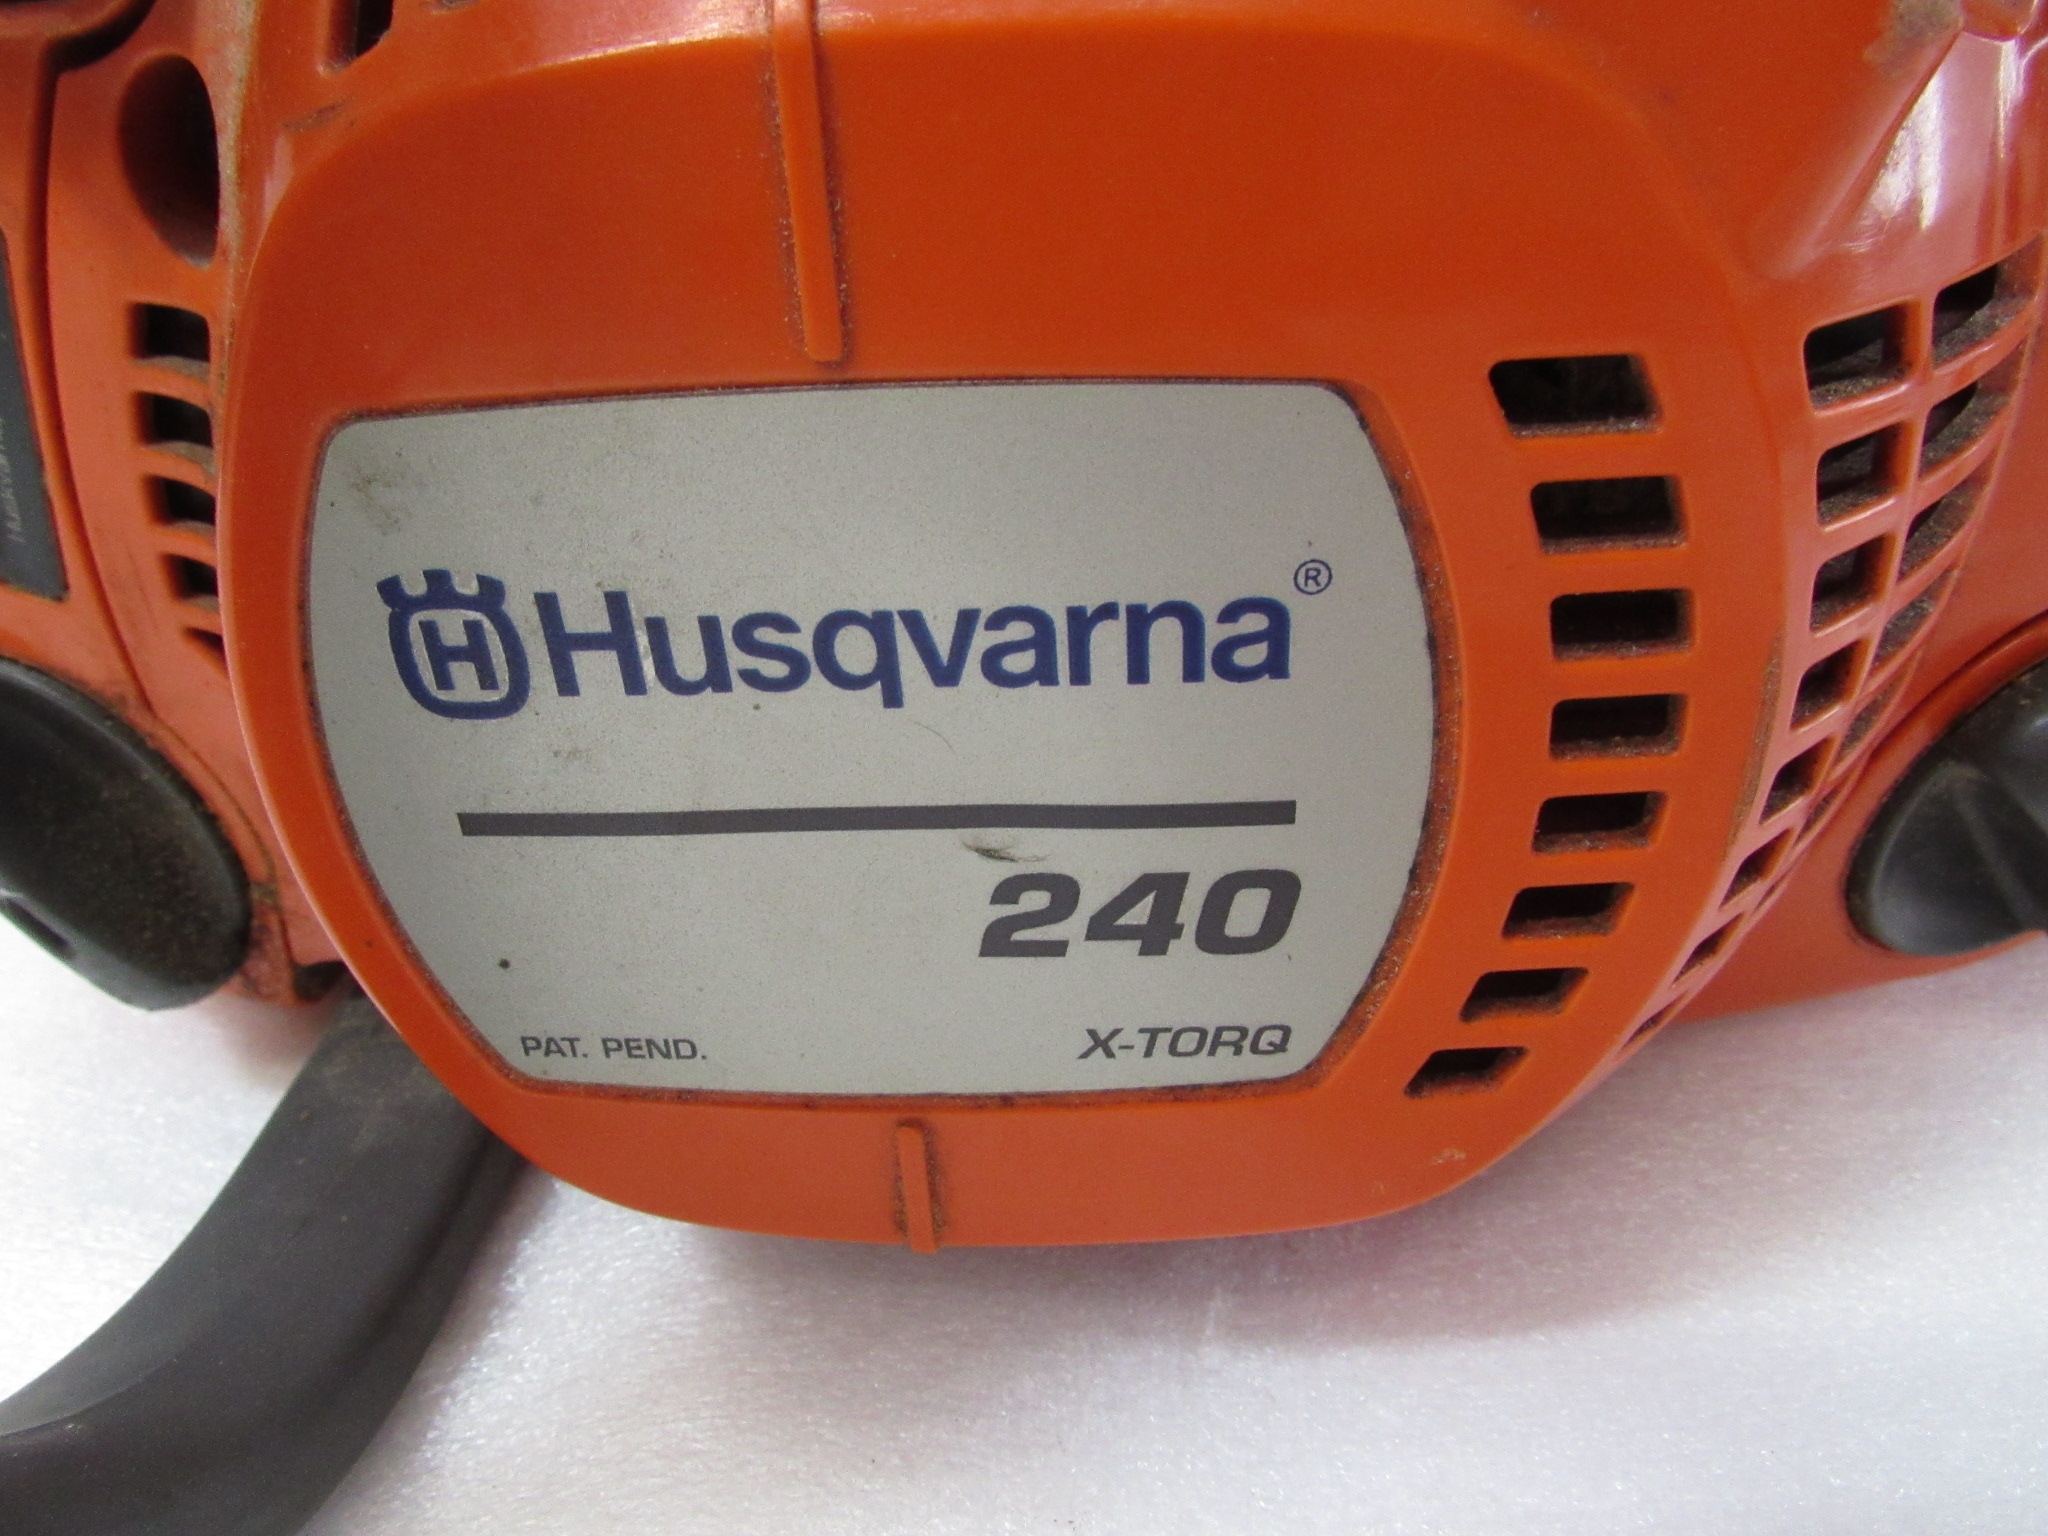 H Husqvarna®
240
PAT. PEND. X-TORQ